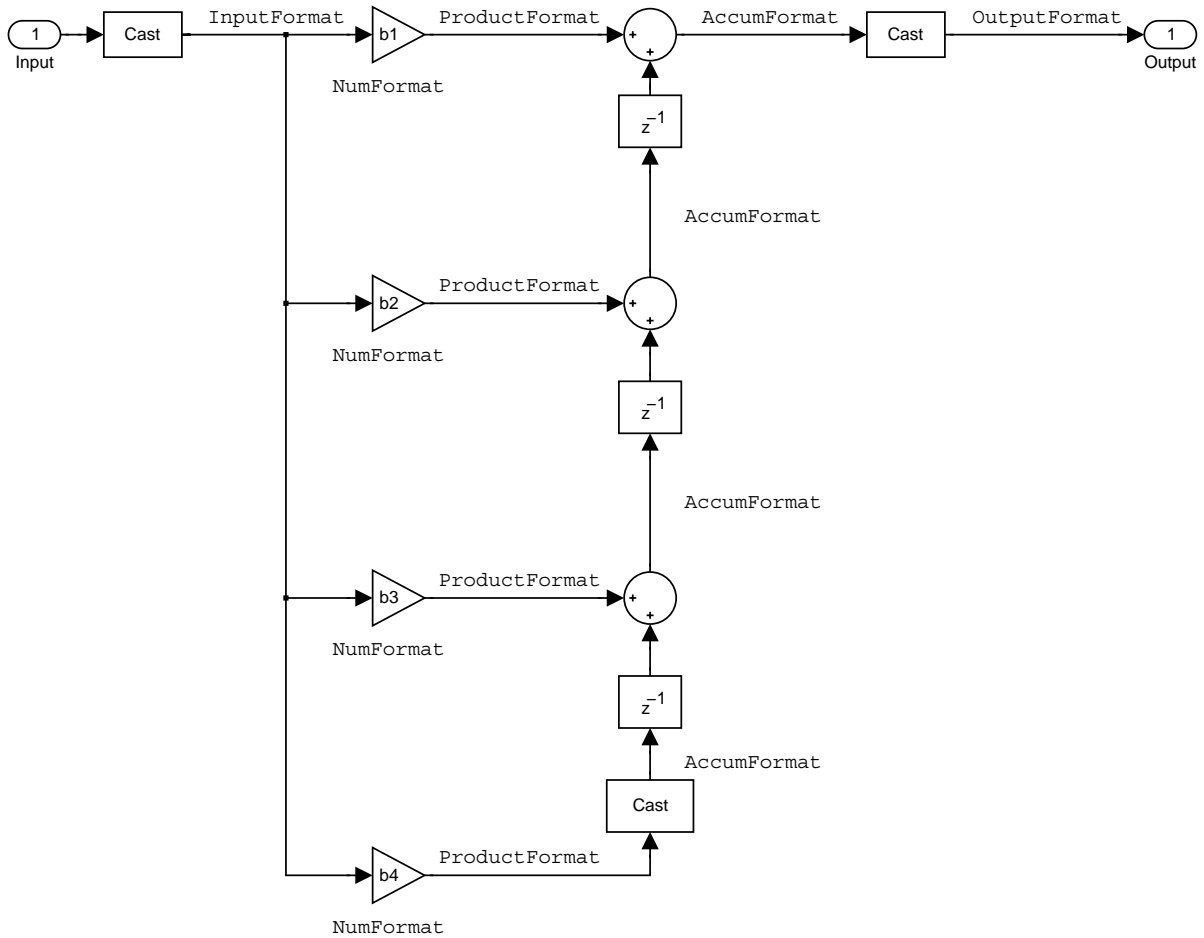 InputFormat
ProductFormat
AccumFormat
OutputFormat
1
Cast
b1
+
+
Cast
1
Input
Output
NumFormat
z⁻¹
AccumFormat
ProductFormat
b2
+
+
NumFormat
z⁻¹
AccumFormat
ProductFormat
b3
+
+
NumFormat
z⁻¹
AccumFormat
Cast
ProductFormat
b4
NumFormat